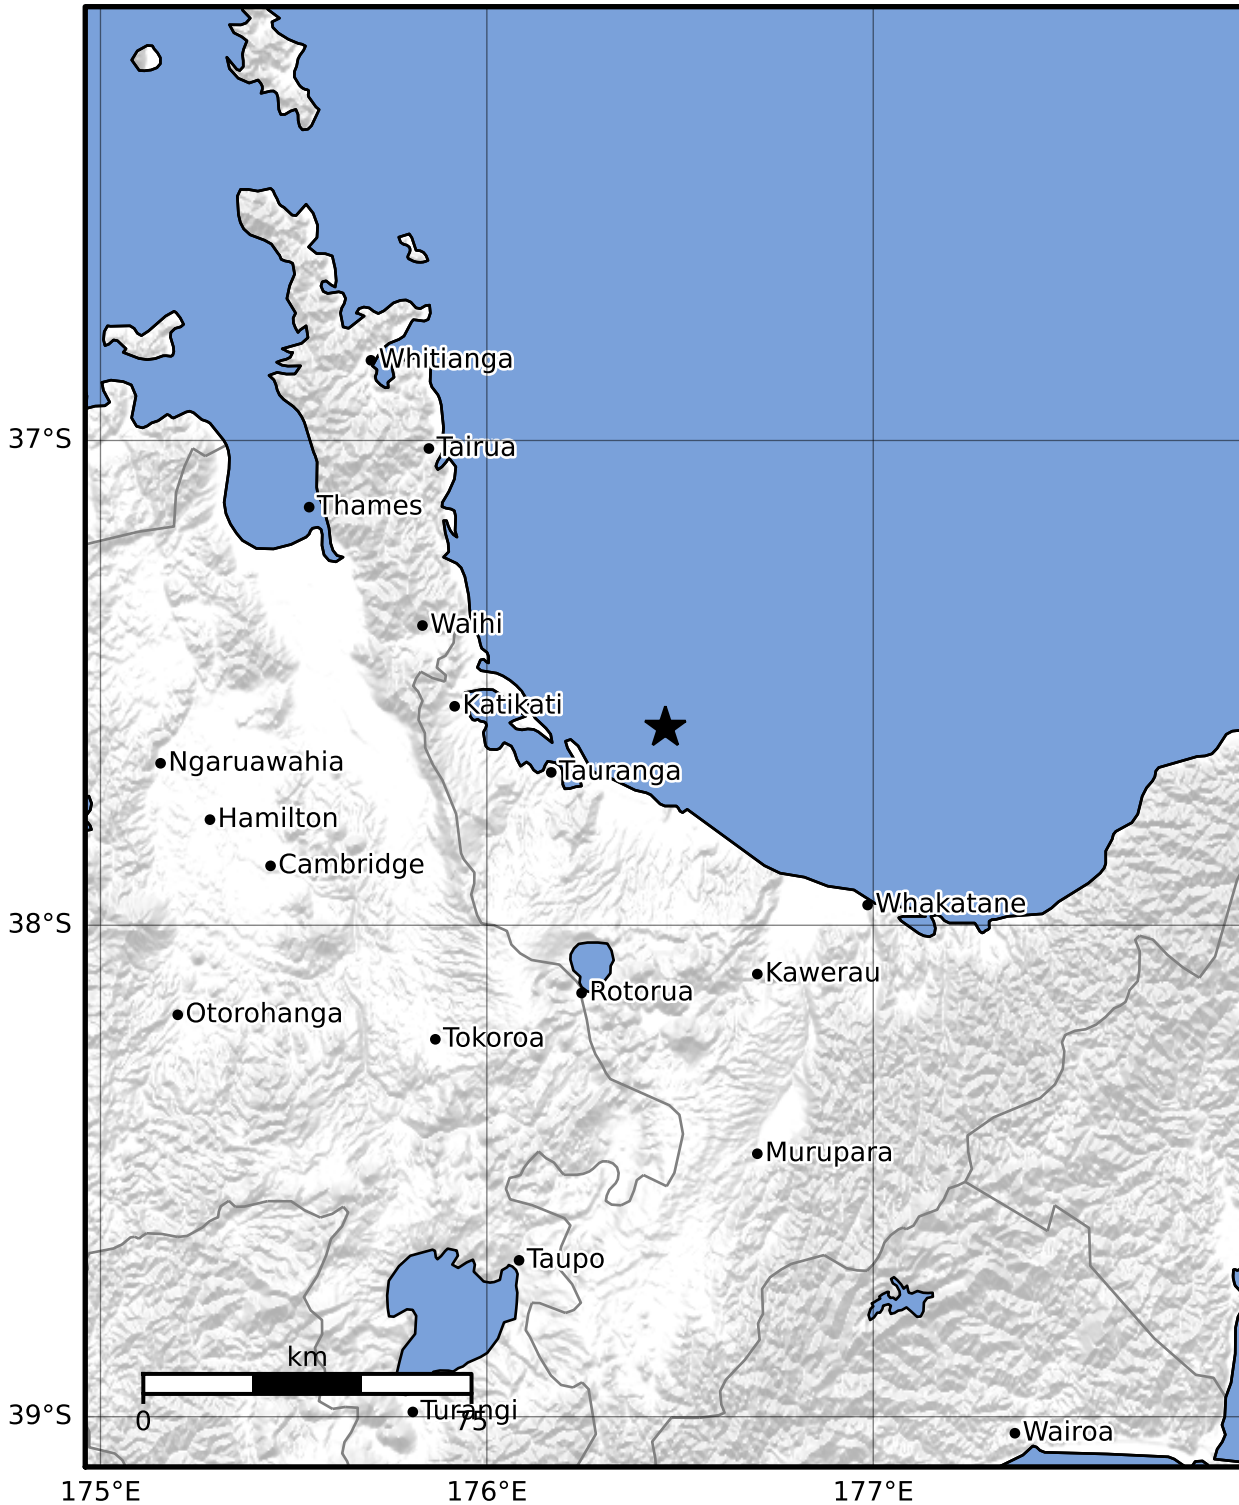 Whitianga
37°S
Tairua
Thames
Waihi
Katikati
Ngaruawahia
Tauranga
Hamilton
Cambridge
Whakatane
38°S
Kawerau
Rotorua
Otorohanga
Tokoroa
Murupara
Taupo
km
Turangi
0
75
39°S
Wairoa
175°E
176°E
177°E